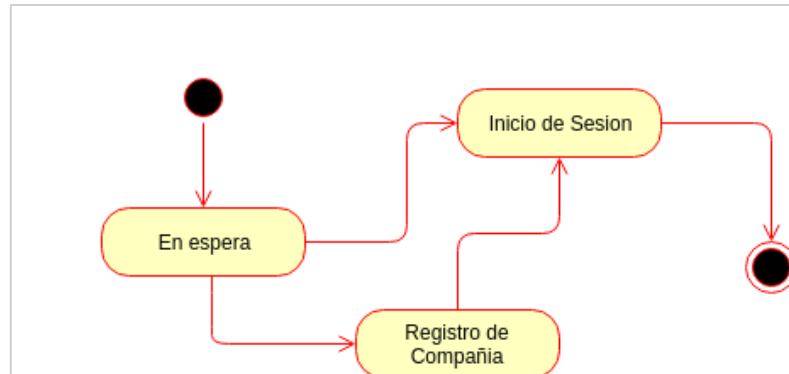 Inicio de Sesion
En espera
Registro de
Compañia